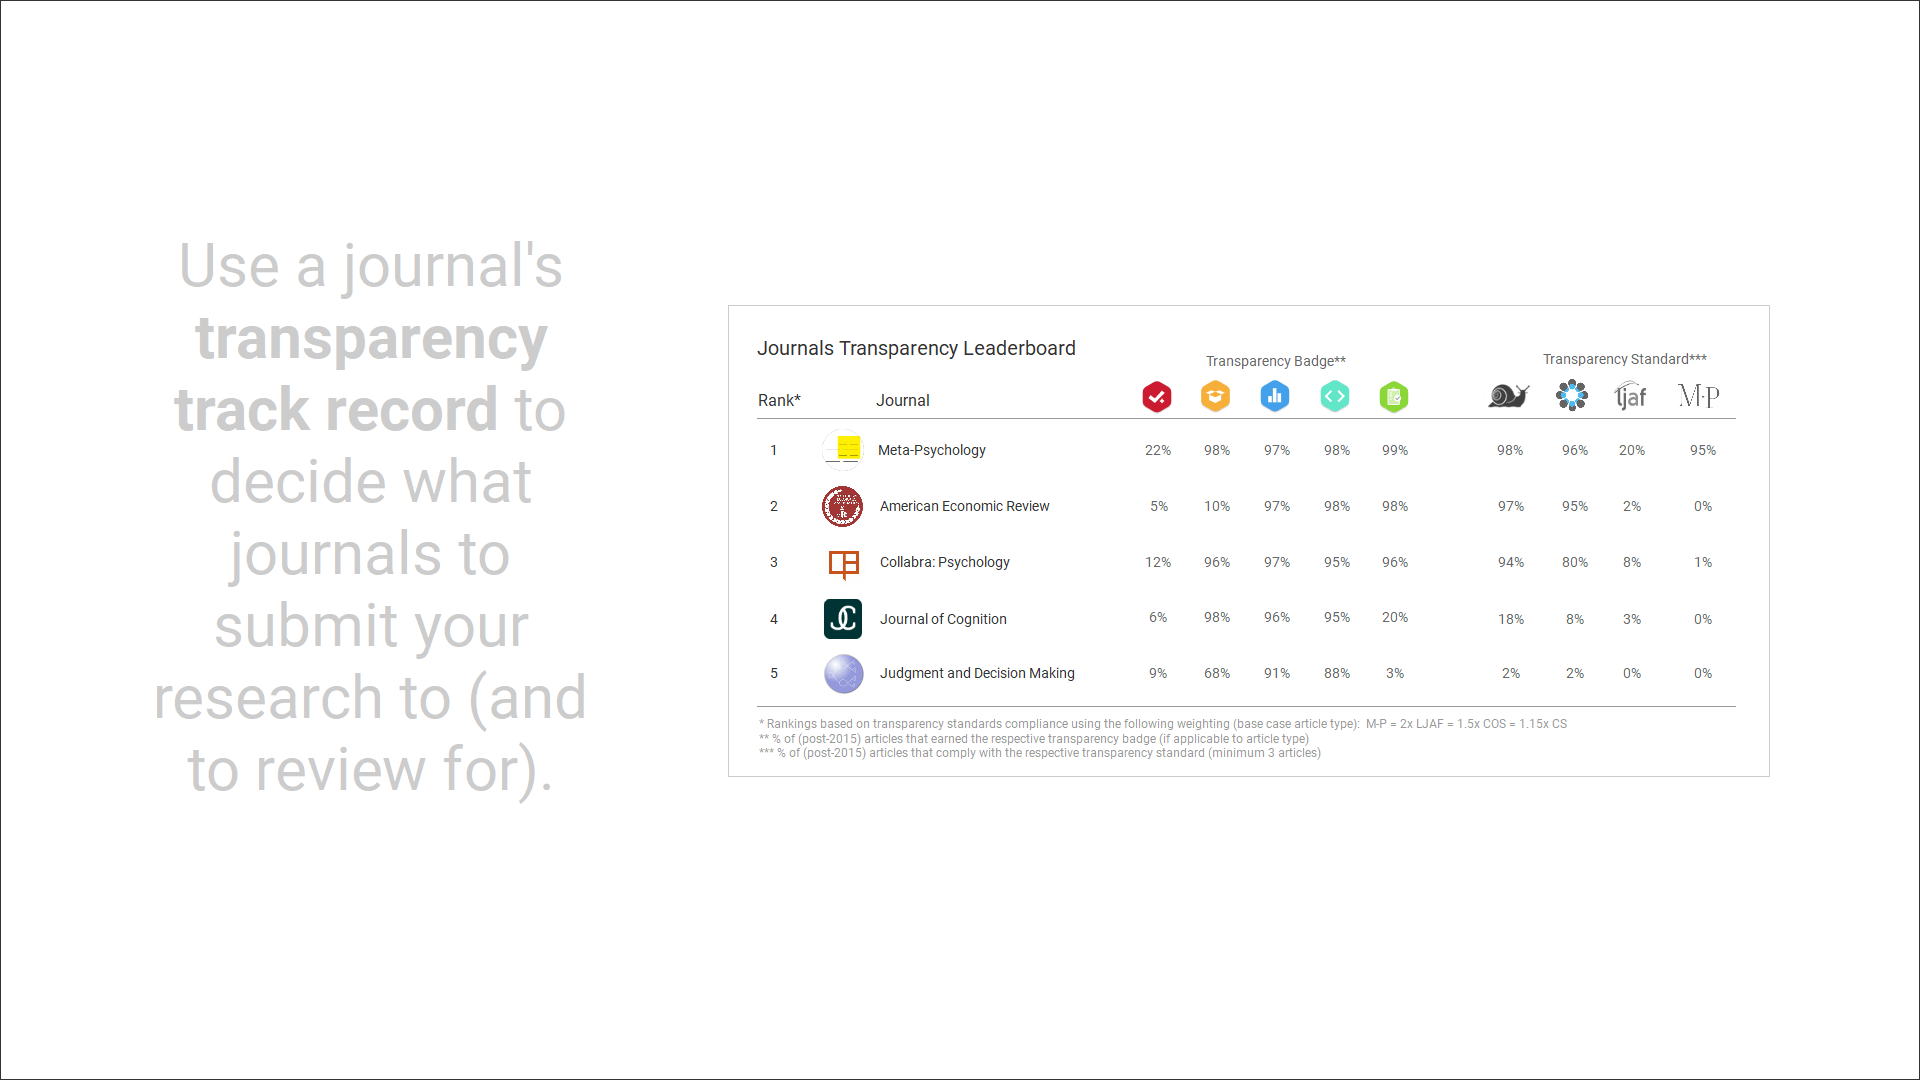 Use a journal's
transparency
track record to
decide what
journals to
submit your
research to (and
to review for).
Journals Transparency Leaderboard
Transparency Badge** Transparency Standard***
Rank* Journal ljaf M-P
1 Meta-Psychology 22% 98% 97% 98% 99% 98% 96% 20% 95%
2 American Economic Review 5% 10% 97% 98% 98% 97% 95% 2% 0%
3 Collabra: Psychology 12% 96% 97% 95% 96% 94% 80% 8% 1%
4 JC Journal of Cognition 6% 98% 96% 95% 20% 18% 8% 3% 0%
5 Judgment and Decision Making 9% 68% 91% 88% 3% 2% 2% 0% 0%
* Rankings based on transparency standards compliance using the following weighting (base case article type): M-P = 2x LJAF = 1.5x COS = 1.15x CS
** % of (post-2015) articles that earned the respective transparency badge (if applicable to article type)
*** % of (post-2015) articles that comply with the respective transparency standard (minimum 3 articles)